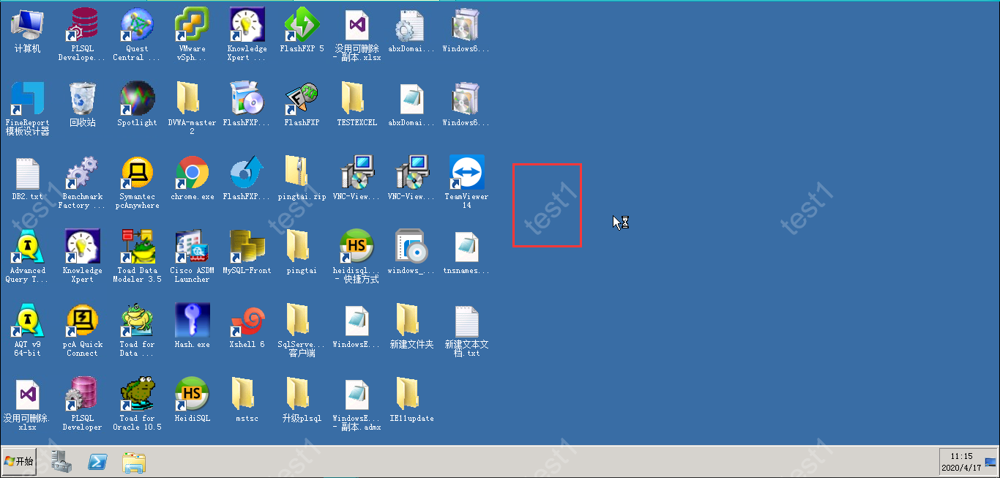 计算机
PLSQL
Develope...
Quest
Central ...
VMware
vSph...
Knowledge
Xpert ...
FlashFXP 5
没用可删除
- 副本.xlsx
abxDomai...
Windows6...
FineReport
模板设计器
回收站
Spotlight
DVWA-master
2
FlashFXP...
FlashFXP
TESTEXCEL
abxDomai...
Windows6...
DB2.txt
Benchmark
Factory ...
Symantec
pcAnywhere
chrome.exe
FlashFXP...
pingtai.zip
VNC-View...
VNC-View...
TeamViewer
14
test1
test1
test1
test1
Advanced
Query T...
Knowledge
Xpert
Toad Data
Modeler 3.5
Cisco ASDM
Launcher
MySQL-Front
pingtai
HS
heidisql...
- 快捷方式
windows_...
tnsnames...
AQT v9
64-bit
pcA Quick
Connect
Toad for
Data ...
Hash.exe
Xshell 6
SqlServe...
客户端
WindowsE...
新建文件夹
新建文本文
档.txt
没用可删除.
xlsx
PLSQL
Developer
Toad for
Oracle 10.5
HS
HeidiSQL
mstsc
升级plsql
WindowsE...
- 副本.admx
IE11update
test1
test1
test1
test1
开始
11:15
2020/4/17